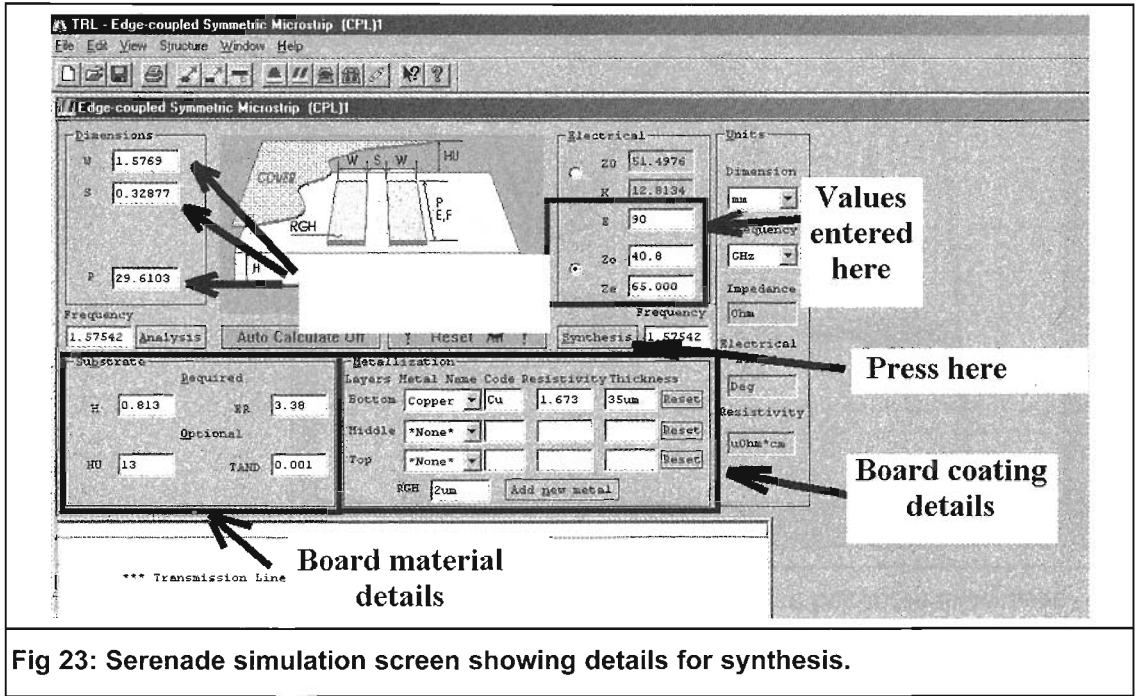 TRL - Edge-coupled Symmetric Microstrip (CPL)1
File Edit View Structure Window Help
Edge-coupled Symmetric Microstrip (CPL)1
Dimensions
W 1.5769
S 0.32877
P 29.6103
COVER
W S W
HU
P
E,F
RGH
H
Electrical
Z0 51.4976
K 12.8134
E 90
Zo 40.8
Ze 65.000
Units
Dimension
mm
Frequency
GHz
Impedance
Ohm
Electrical
Deg
Resistivity
uOhm*cm
Values
entered
here
Frequency
1.57542 Analysis
Auto Calculate Off
Reset All
Frequency
Synthesis 1.57542
Press here
Substrate
Required
H 0.813 ER 3.38
Optional
HU 13 TAND 0.001
Metallization
Layers Metal Name Code Resistivity Thickness
Bottom Copper Cu 1.673 35um Reset
Middle *None* Reset
Top *None* Reset
RGH 2um Add new metal
Board coating
details
*** Transmission Line
Board material
details
Fig 23: Serenade simulation screen showing details for synthesis.